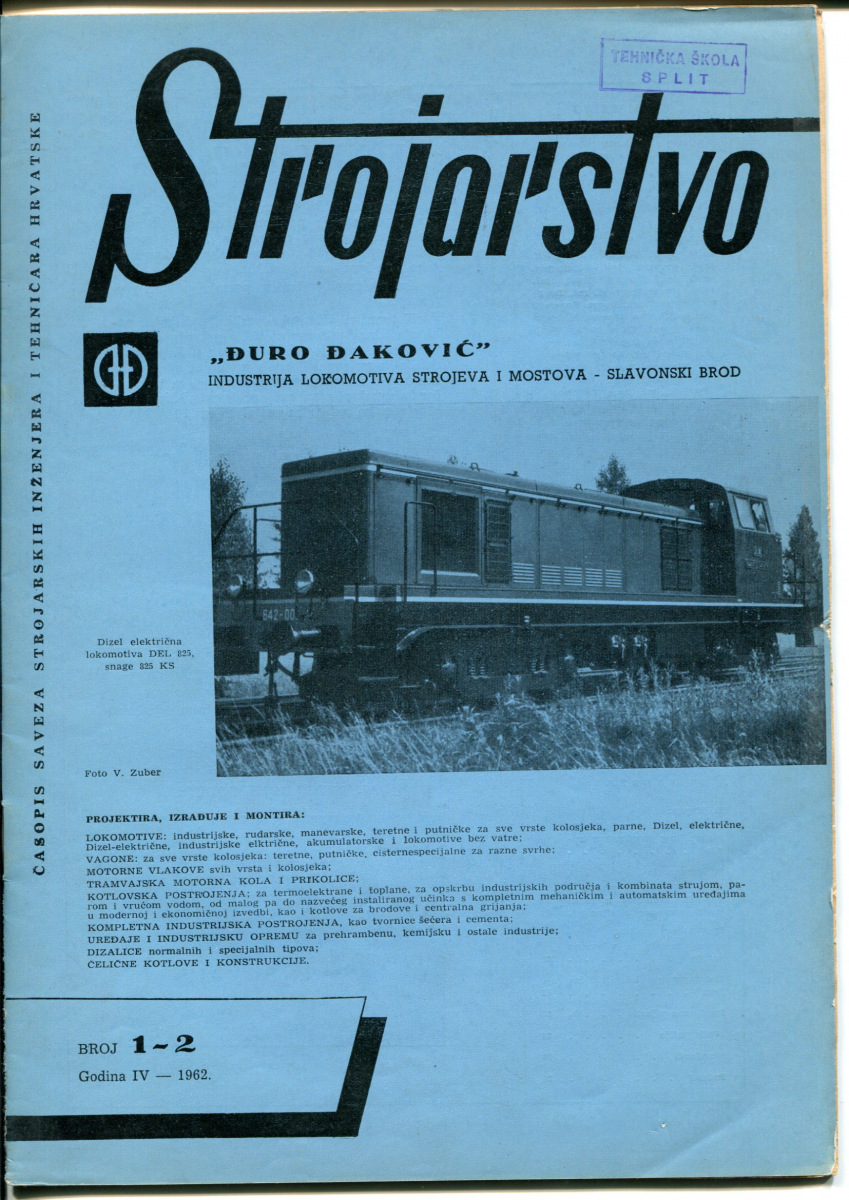 TEHNIČKA ŠKOLA
SPLIT
Strojarstvo
ČASOPIS SAVEZA STROJARSKIH INŽENJERA I TEHNIČARA HRVATSKE
„ĐURO ĐAKOVIĆ”
INDUSTRIJA LOKOMOTIVA STROJEVA I MOSTOVA - SLAVONSKI BROD
642-00
Dizel električna
lokomotiva DEL 825,
snage 825 KS
Foto V. Zuber
PROJEKTIRA, IZRAĐUJE I MONTIRA:
LOKOMOTIVE: industrijske, rudarske, manevarske, teretne i putničke za sve vrste kolosjeka, parne, Dizel, električne,
Dizel-električne, industrijske elktrične, akumulatorske i lokomotive bez vatre;
VAGONE: za sve vrste kolosjeka: teretne, putničke, cisternespecijalne za razne svrhe;
MOTORNE VLAKOVE svih vrsta i kolosjeka;
TRAMVAJSKA MOTORNA KOLA I PRIKOLICE;
KOTLOVSKA POSTROJENJA: za termoelektrane i toplane, za opskrbu industrijskih područja i kombinata strujom, pa-
rom i vrućom vodom, od malog pa do nazvećeg instaliranog učinka s kompletnim mehaničkim i automatskim uređajima
u modernoj i ekonomičnoj izvedbi, kao i kotlove za brodove i centralna grijanja;
KOMPLETNA INDUSTRIJSKA POSTROJENJA, kao tvornice šećera i cementa;
UREĐAJE I INDUSTRIJSKU OPREMU za prehrambenu, kemijsku i ostale industrije;
DIZALICE normalnih i specijalnih tipova;
ČELIČNE KOTLOVE I KONSTRUKCIJE.
BROJ 1-2
Godina IV — 1962.